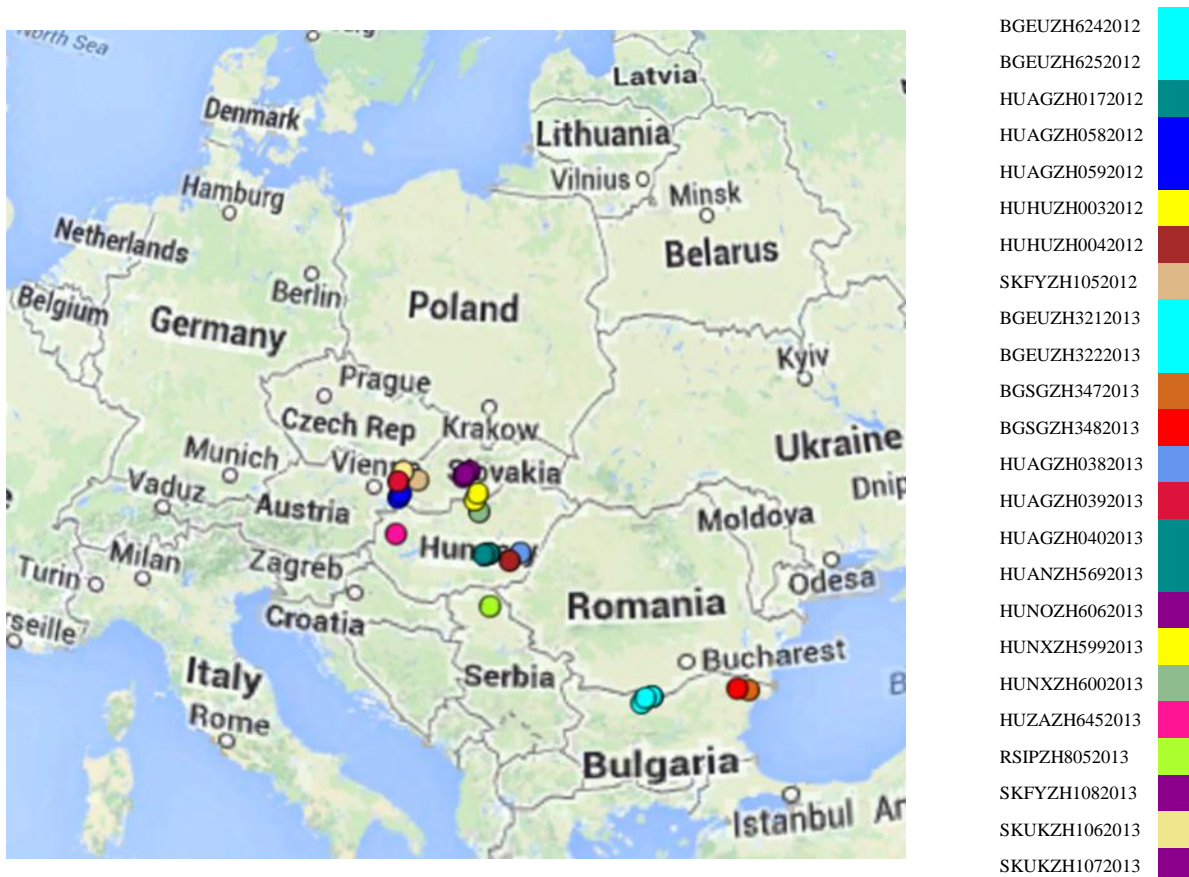 North Sea
Latvia
Denmark
Lithuania
Vilnius
Minsk
Hamburg
Netherlands
Belarus
Berlin
Belgium
Poland
Germany
Kyiv
Prague
Czech Rep
Krakow
Ukraine
Munich
Vaduz
Austria
Dnip
Moldova
Milan
Turin
Zagreb
Odesa
Croatia
Romania
rseille
Italy
Serbia
Bucharest
B
Rome
Bulgaria
Istanbul
An
BGEUZH6242012
BGEUZH6252012
HUAGZH0172012
HUAGZH0582012
HUAGZH0592012
HUHUZH0032012
HUHUZH0042012
SKFYZH1052012
BGEUZH3212013
BGEUZH3222013
BGSGZH3472013
BGSGZH3482013
HUAGZH0382013
HUAGZH0392013
HUAGZH0402013
HUANZH5692013
HUNOZH6062013
HUNXZH5992013
HUNXZH6002013
HUZAZH6452013
RSIPZH8052013
SKFYZH1082013
SKUKZH1062013
SKUKZH1072013